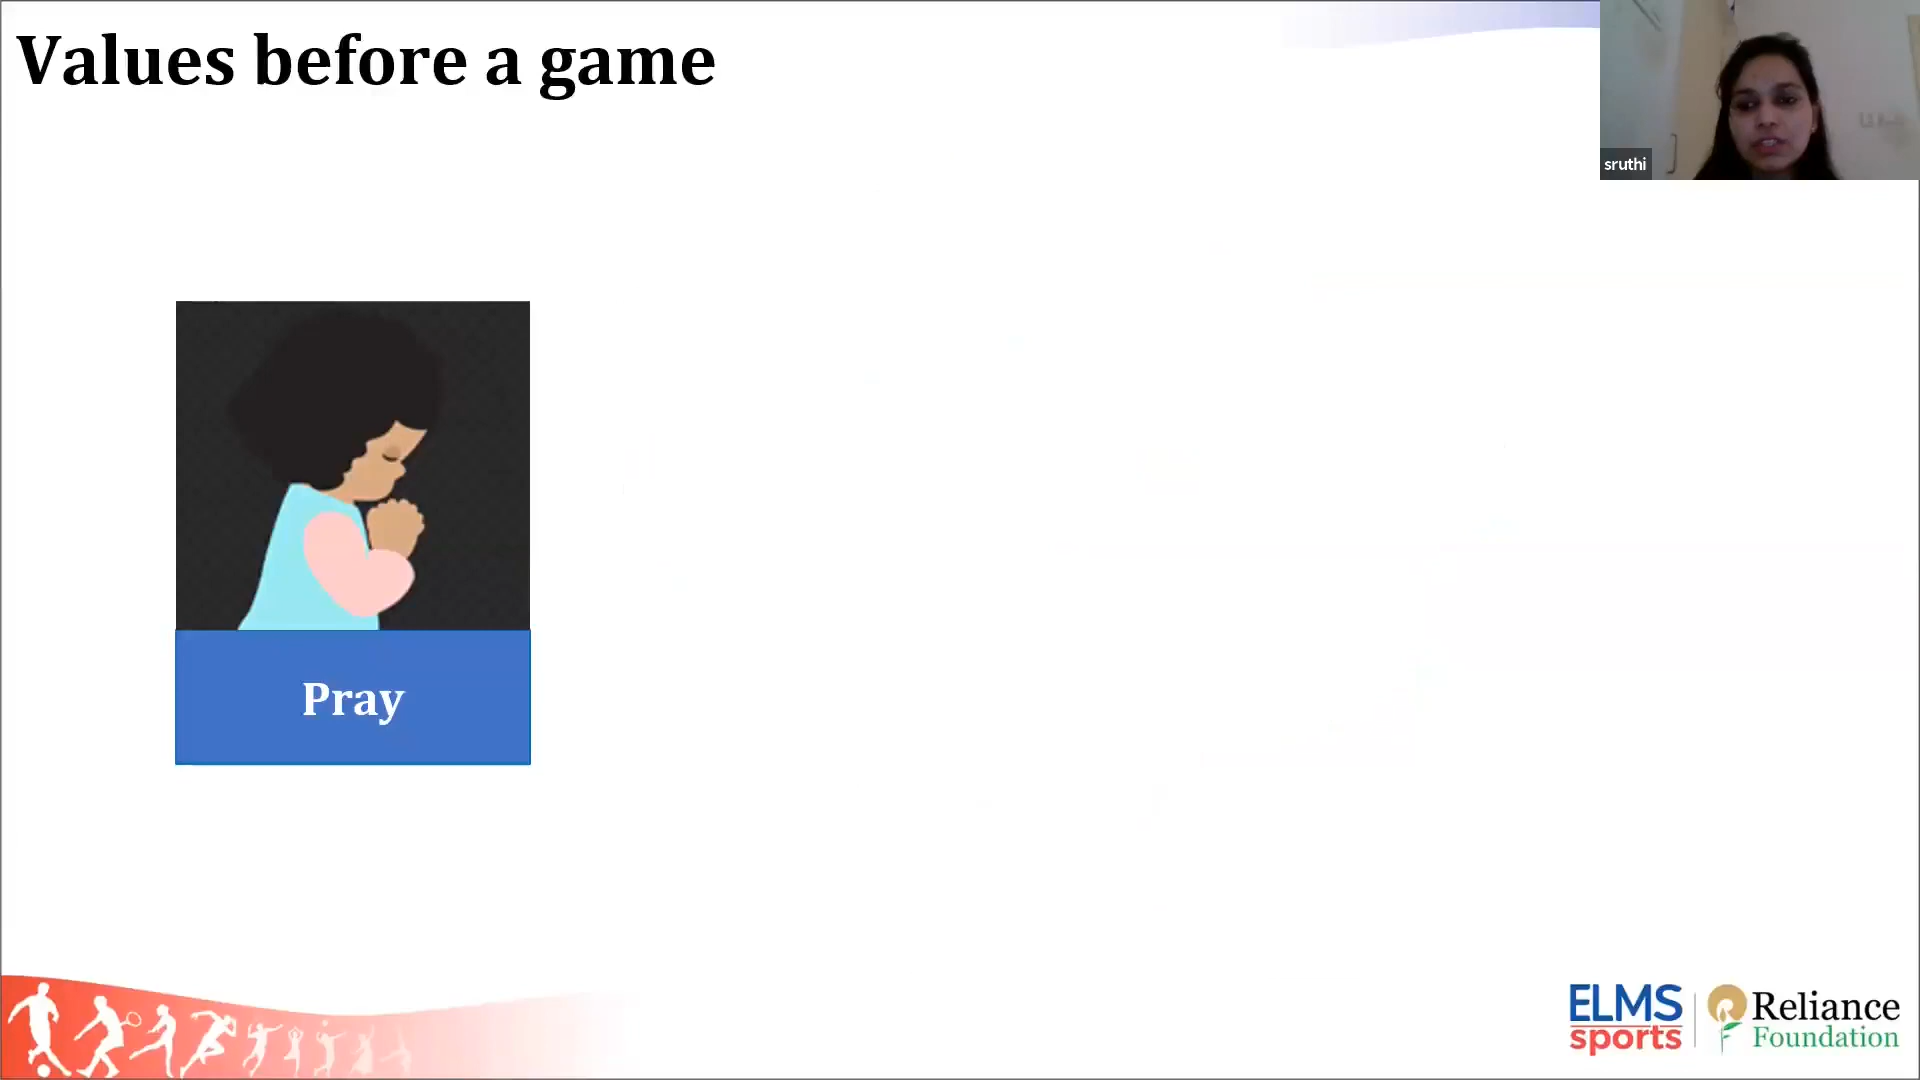 Values before a game
sruthi
Pray
ELMS
sports
Reliance
Foundation